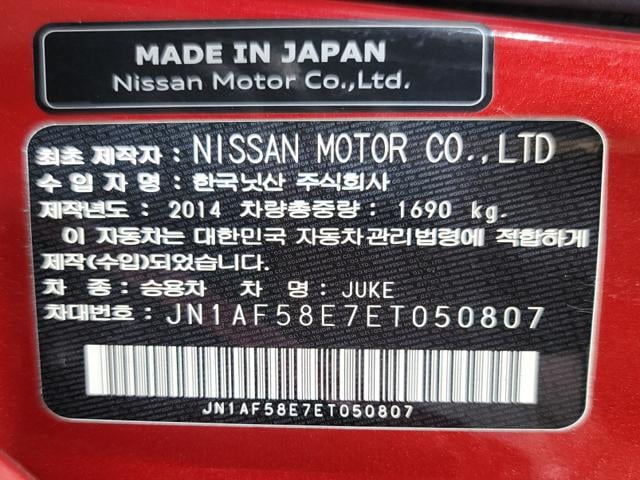 MADE IN JAPAN
Nissan Motor Co.,Ltd.
최초 제작자 : NISSAN MOTOR CO.,LTD
수 입 자 명 : 한국닛산 주식회사
제작년도 : 2014 차량총중량 : 1690 kg.
이 자동차는 대한민국 자동차관리법령에 적합하게
제작(수입)되었습니다.
차 종 : 승용차 차 명 : JUKE
차대번호 : JN1AF58E7ET050807
JN1AF58E7ET050807